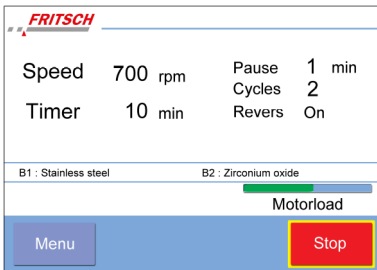 FRITSCH
Speed 700 rpm Pause 1 min
Cycles 2
Timer 10 min Revers On
B1 : Stainless steel B2 : Zirconium oxide
Motorload
Menu Stop